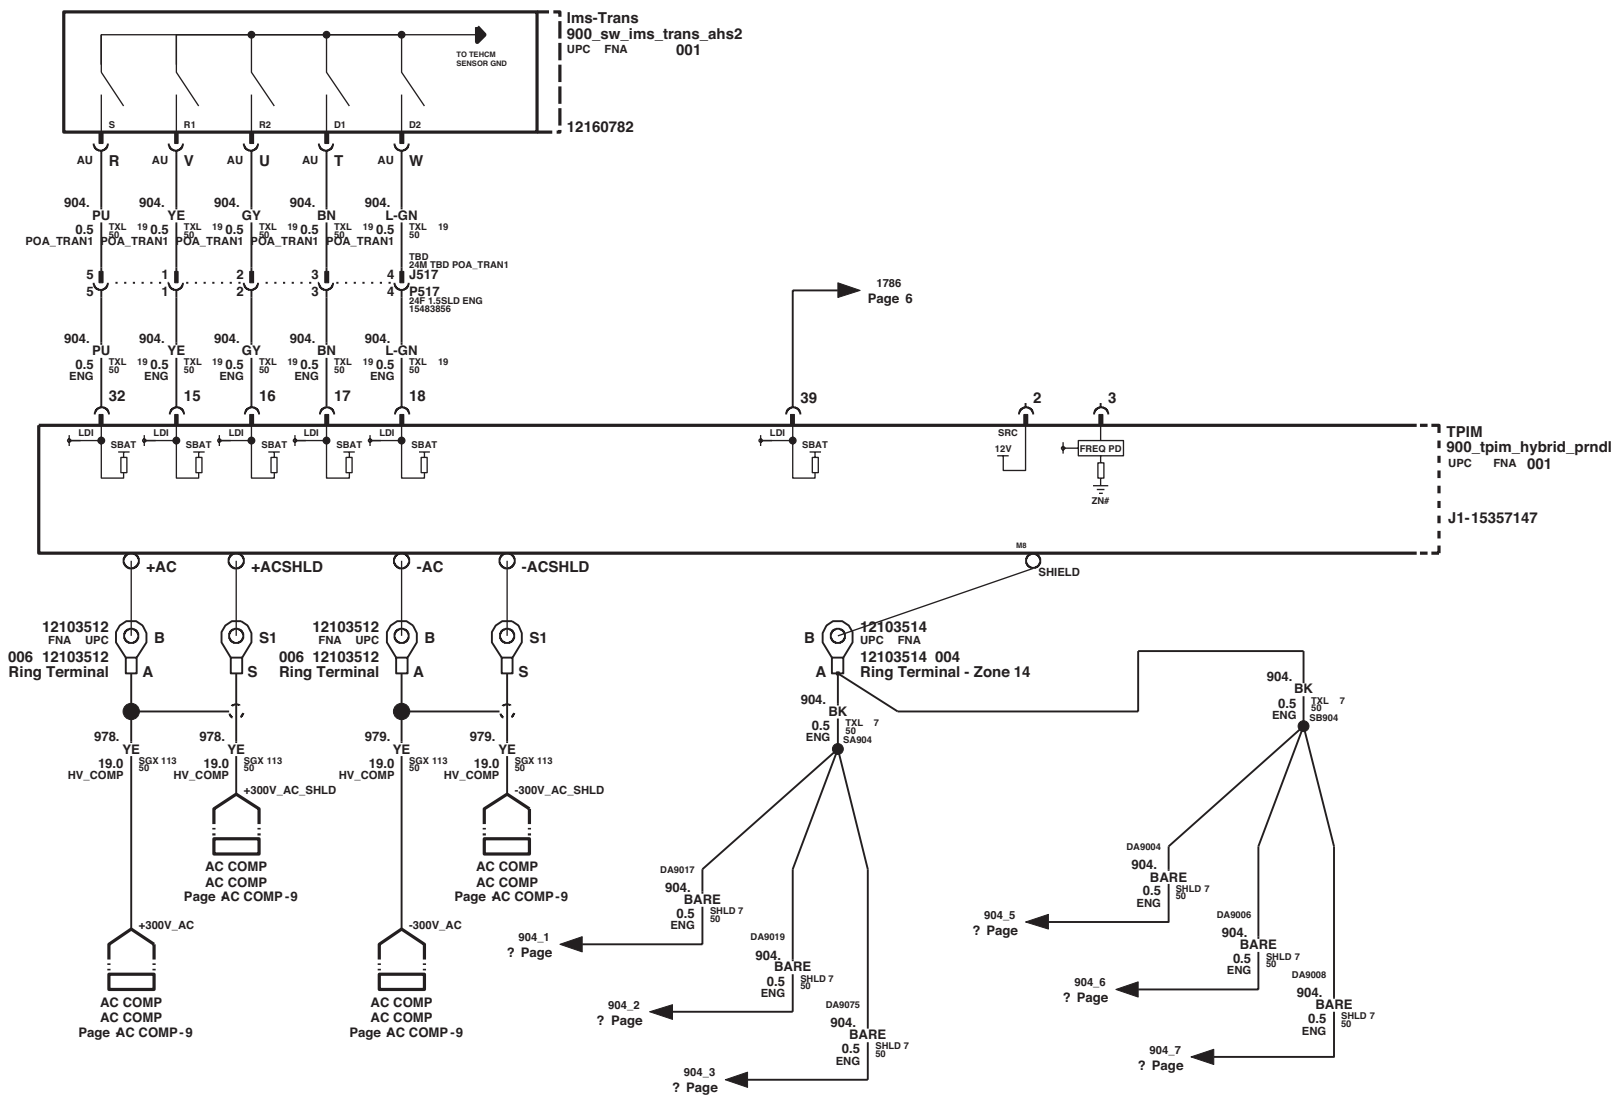 Ims-Trans
900_sw_ims_trans_ahs2
UPC FNA 001
TO TEHCM
SENSOR GND
S R1 R2 D1 D2
12160782
AU R AU V AU U AU T AU W
904. 904. 904. 904. 904.
PU YE GY BN L-GN
0.5 TXL 19 0.5 TXL 19 0.5 TXL 19 0.5 TXL 19 0.5 TXL 19
50 50 50 50 50
POA_TRAN1 POA_TRAN1 POA_TRAN1 POA_TRAN1 POA_TRAN1
TBD
24M TBD POA_TRAN1
5 1 2 3 4 J517
5 1 2 3 4 P517
24F 1.5SLD ENG
15483856
1786
Page 6
904. 904. 904. 904. 904.
PU YE GY BN L-GN
0.5 TXL 19 0.5 TXL 19 0.5 TXL 19 0.5 TXL 19 0.5 TXL 19
ENG 50 ENG 50 ENG 50 ENG 50 ENG 50
32 15 16 17 18 39 2 3
LDI LDI LDI LDI LDI LDI SRC
SBAT SBAT SBAT SBAT SBAT SBAT 12V FREQ PD
ZN#
TPIM
900_tpim_hybrid_prndl
UPC FNA 001
J1-15357147
M8
+AC +ACSHLD -AC -ACSHLD SHIELD
12103512 B S1 12103512 B S1 B 12103514
FNA UPC FNA UPC UPC FNA
006 12103512 006 12103512 12103514 004
Ring Terminal A S Ring Terminal A S A Ring Terminal - Zone 14
904.
BK
0.5 TXL 7
ENG 50
SA904
904.
BK
0.5 TXL 7
ENG 50
SB904
978. 978. 979. 979.
YE YE YE YE
19.0 SGX 113 19.0 SGX 113 19.0 SGX 113 19.0 SGX 113
HV_COMP 50 HV_COMP 50 HV_COMP 50 HV_COMP 50
+300V_AC_SHLD -300V_AC_SHLD
AC COMP AC COMP
AC COMP AC COMP
Page AC COMP-9 Page AC COMP-9
+300V_AC -300V_AC
AC COMP AC COMP
AC COMP AC COMP
Page AC COMP-9 Page AC COMP-9
DA9017
904.
BARE
0.5 SHLD 7
ENG 50
904_1
? Page
DA9019
904.
BARE
0.5 SHLD 7
ENG 50
904_2
? Page
DA9075
904.
BARE
0.5 SHLD 7
ENG 50
904_3
? Page
DA9004
904.
BARE
0.5 SHLD 7
ENG 50
904_5
? Page
DA9006
904.
BARE
0.5 SHLD 7
ENG 50
904_6
? Page
DA9008
904.
BARE
0.5 SHLD 7
ENG 50
904_7
? Page